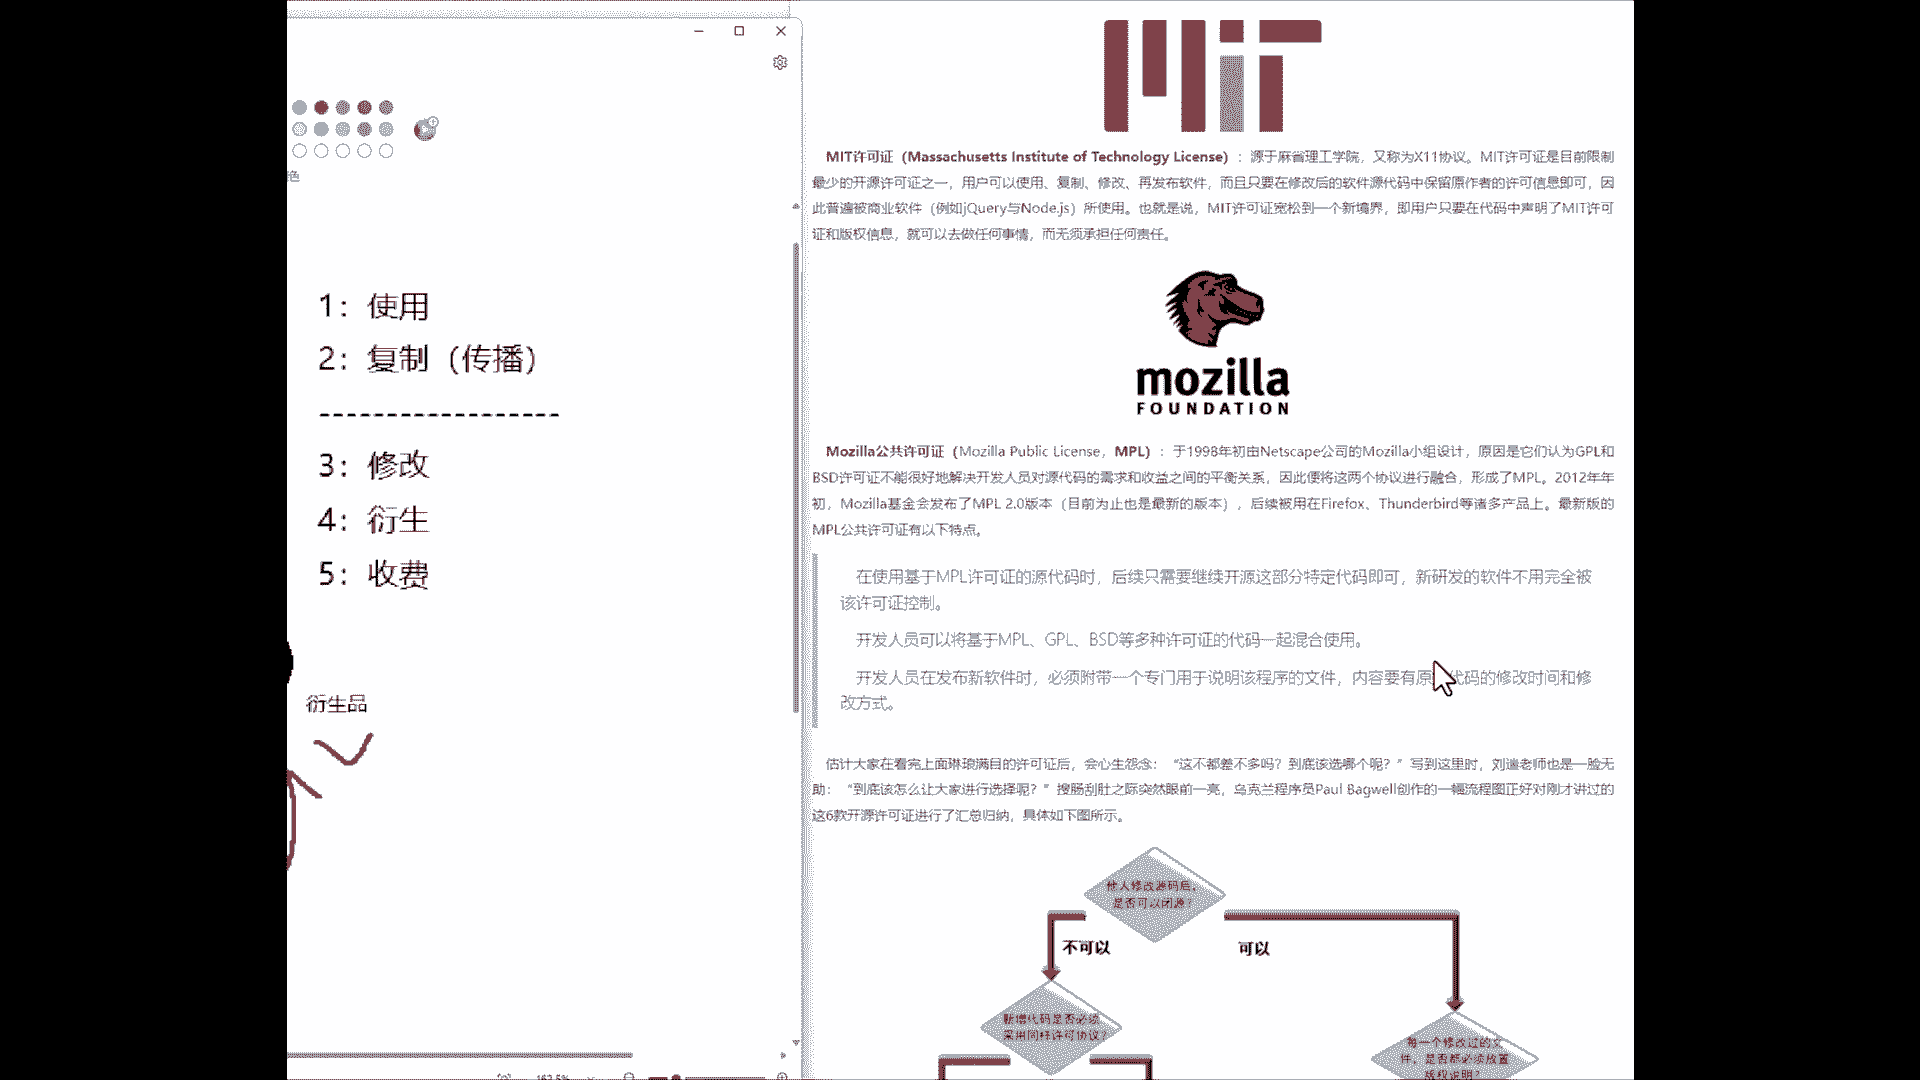 色
1：使用
2：复制（传播）
------------------
3：修改
4：衍生
5：收费
衍生品
MiT
MIT许可证（Massachusetts Institute of Technology License）：源于麻省理工学院，又称为X11协议。MIT许可证是目前限制
最少的开源许可证之一，用户可以使用、复制、修改、再发布软件，而且只要在修改后的软件源代码中保留原作者的许可信息即可，因
此普遍被商业软件（例如jQuery与Node.js）所使用。也就是说，MIT许可证宽松到一个新境界，即用户只要在代码中声明了MIT许可
证和版权信息，就可以去做任何事情，而无须承担任何责任。
mozilla
FOUNDATION
Mozilla公共许可证（Mozilla Public License，MPL）：于1998年初由Netscape公司的Mozilla小组设计，原因是它们认为GPL和
BSD许可证不能很好地解决开发人员对源代码的需求和收益之间的平衡关系，因此便将这两个协议进行融合，形成了MPL。2012年年
初，Mozilla基金会发布了MPL 2.0版本（目前为止也是最新的版本），后续被用在Firefox、Thunderbird等诸多产品上。最新版的
MPL公共许可证有以下特点。
在使用基于MPL许可证的源代码时，后续只需要继续开源这部分特定代码即可，新研发的软件不用完全被
该许可证控制。
开发人员可以将基于MPL、GPL、BSD等多种许可证的代码一起混合使用。
开发人员在发布新软件时，必须附带一个专门用于说明该程序的文件，内容要有原代码的修改时间和修
改方式。
估计大家在看完上面琳琅满目的许可证后，会心生怨念：“这不都差不多吗？到底该选哪个呢？”写到这里时，刘遄老师也是一脸无
助：“到底该怎么让大家进行选择呢？”搜肠刮肚之际突然眼前一亮，乌克兰程序员Paul Bagwell创作的一幅流程图正好对刚才讲过的
这6款开源许可证进行了汇总归纳，具体如下图所示。
他人修改源码后，
是否可以闭源？
不可以
可以
新增代码是否必须
采用同样许可协议？
每一个修改过的文
件，是否都必须放置
版权说明？